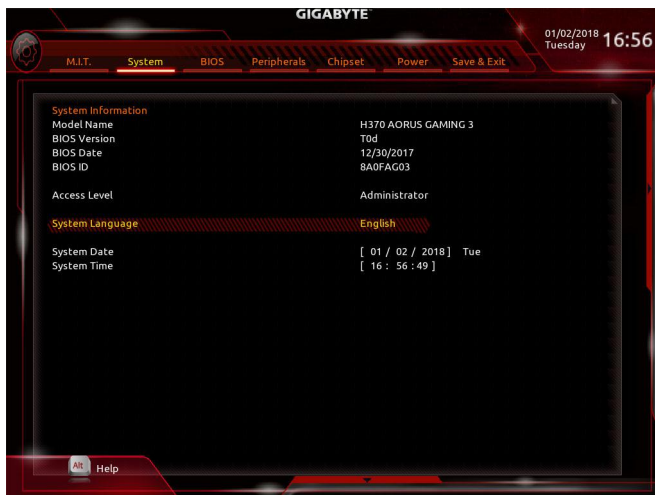 GIGABYTE™
01/02/2018 16:56
Tuesday
M.I.T. System BIOS Peripherals Chipset Power Save & Exit
System Information
Model Name H370 AORUS GAMING 3
BIOS Version T0d
BIOS Date 12/30/2017
BIOS ID 8A0FAG03
Access Level Administrator
System Language English
System Date [ 01 / 02 / 2018 ] Tue
System Time [ 16 : 56 : 49 ]
Alt Help